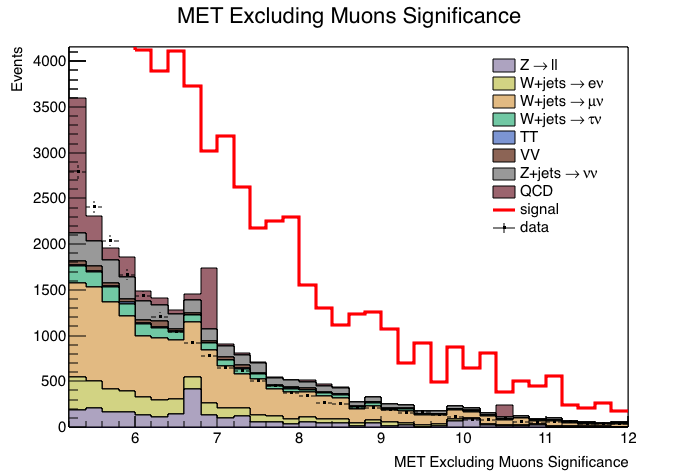 MET Excluding Muons Significance
Events
4000
3500
3000
2500
2000
1500
1000
500
0
6
7
8
9
10
11
12
MET Excluding Muons Significance
Z → ll
W+jets → eν
W+jets → μν
W+jets → τν
TT
VV
Z+jets → νν
QCD
signal
data